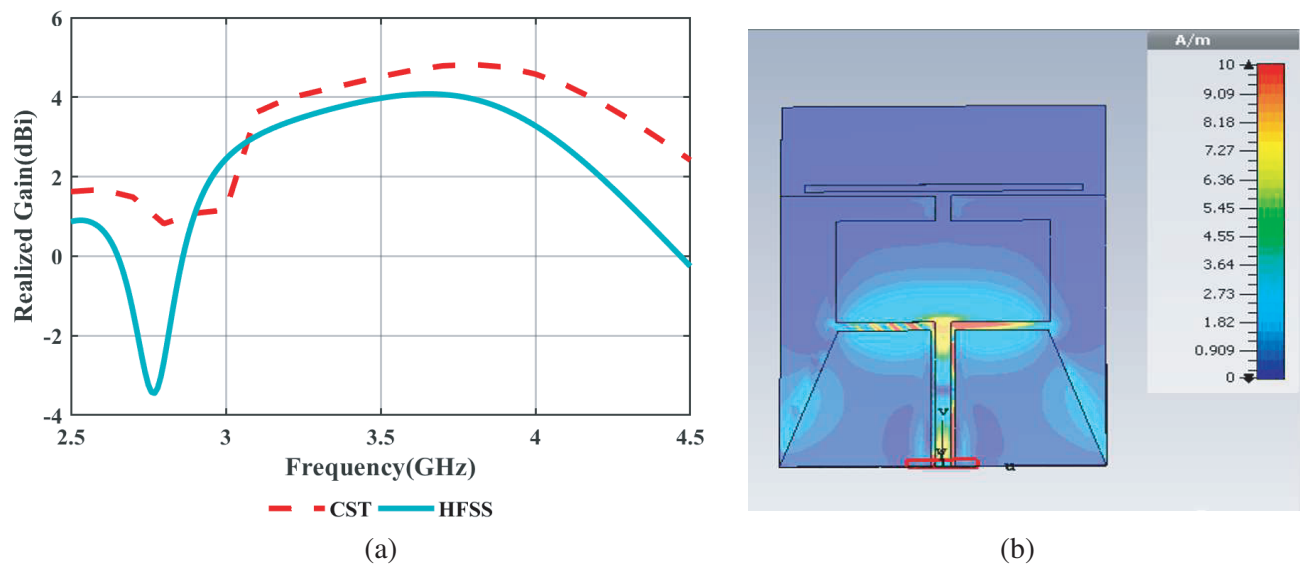 6
4
2
0
-2
-4
Realized Gain(dBi)
2.5 3 3.5 4 4.5
Frequency(GHz)
CST HFSS
(a)
A/m
10
9.09
8.18
7.27
6.36
5.45
4.55
3.64
2.73
1.82
0.909
0
v
u
(b)